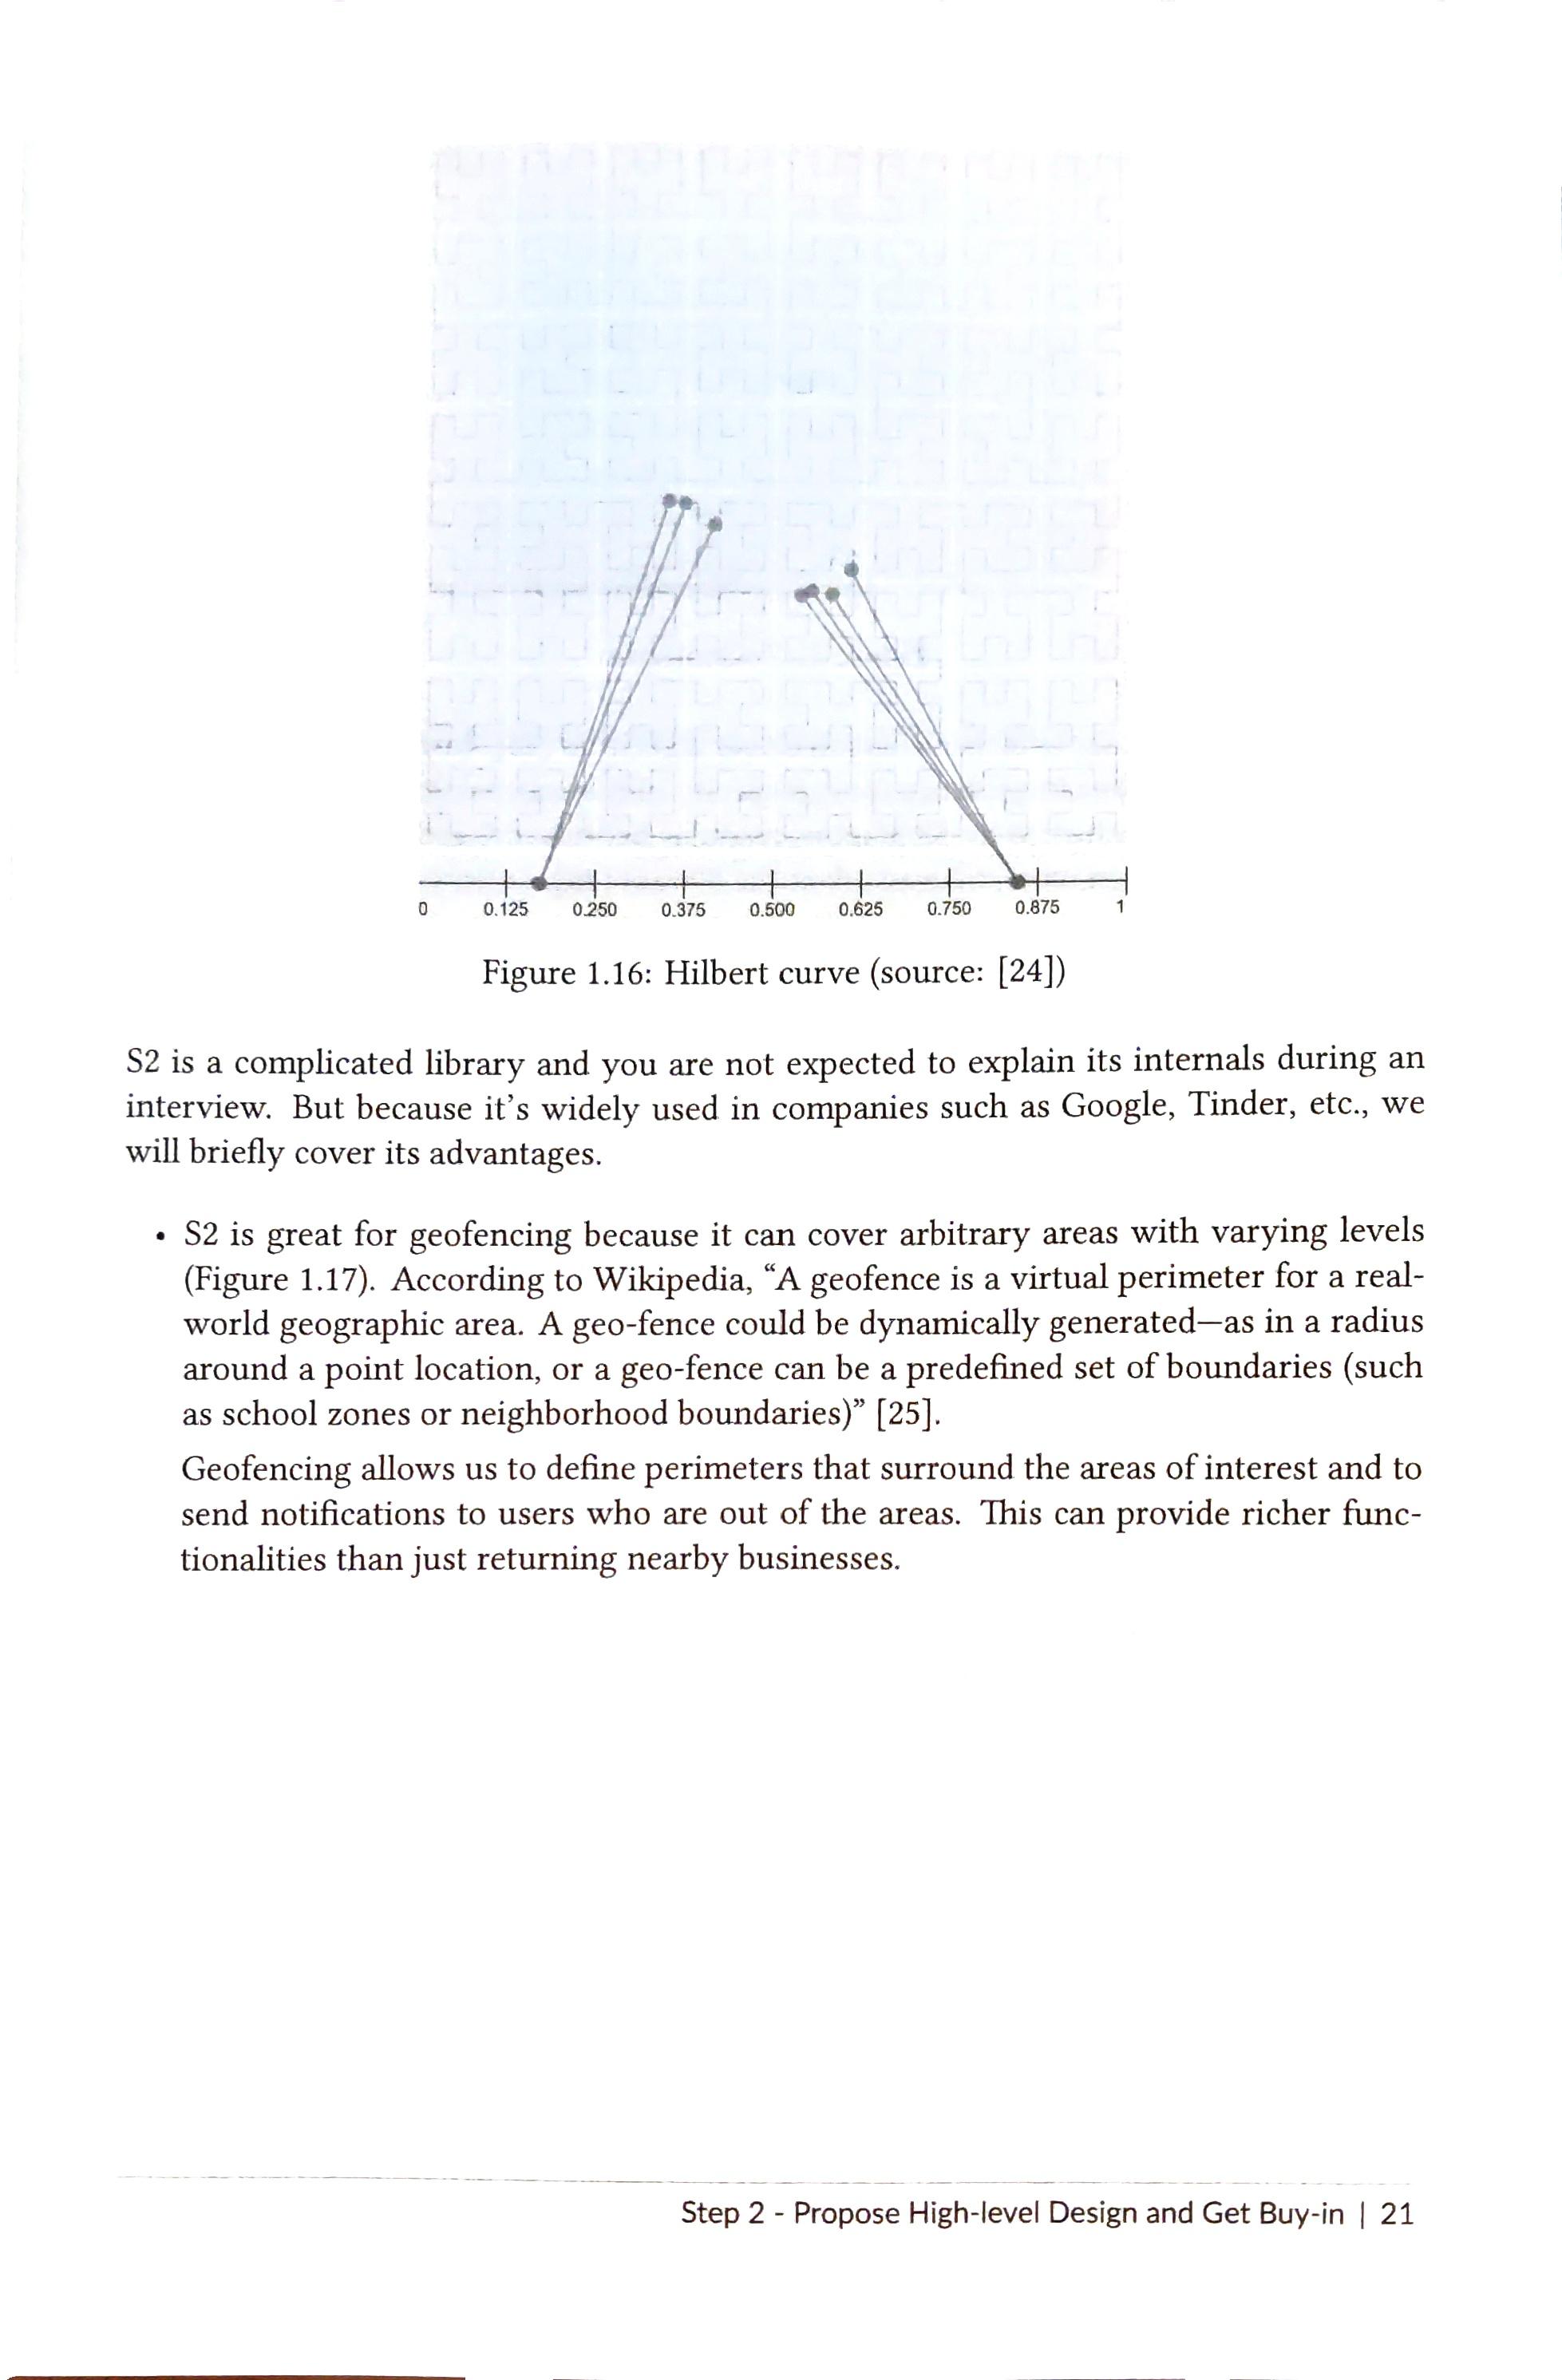 0 0.125 0.250 0.375 0.500 0.625 0.750 0.875 1
Figure 1.16: Hilbert curve (source: [24])
S2 is a complicated library and you are not expected to explain its internals during an
interview. But because it's widely used in companies such as Google, Tinder, etc., we
will briefly cover its advantages.
• S2 is great for geofencing because it can cover arbitrary areas with varying levels
(Figure 1.17). According to Wikipedia, “A geofence is a virtual perimeter for a real-
world geographic area. A geo-fence could be dynamically generated—as in a radius
around a point location, or a geo-fence can be a predefined set of boundaries (such
as school zones or neighborhood boundaries)” [25].
Geofencing allows us to define perimeters that surround the areas of interest and to
send notifications to users who are out of the areas. This can provide richer func-
tionalities than just returning nearby businesses.
Step 2 - Propose High-level Design and Get Buy-in | 21